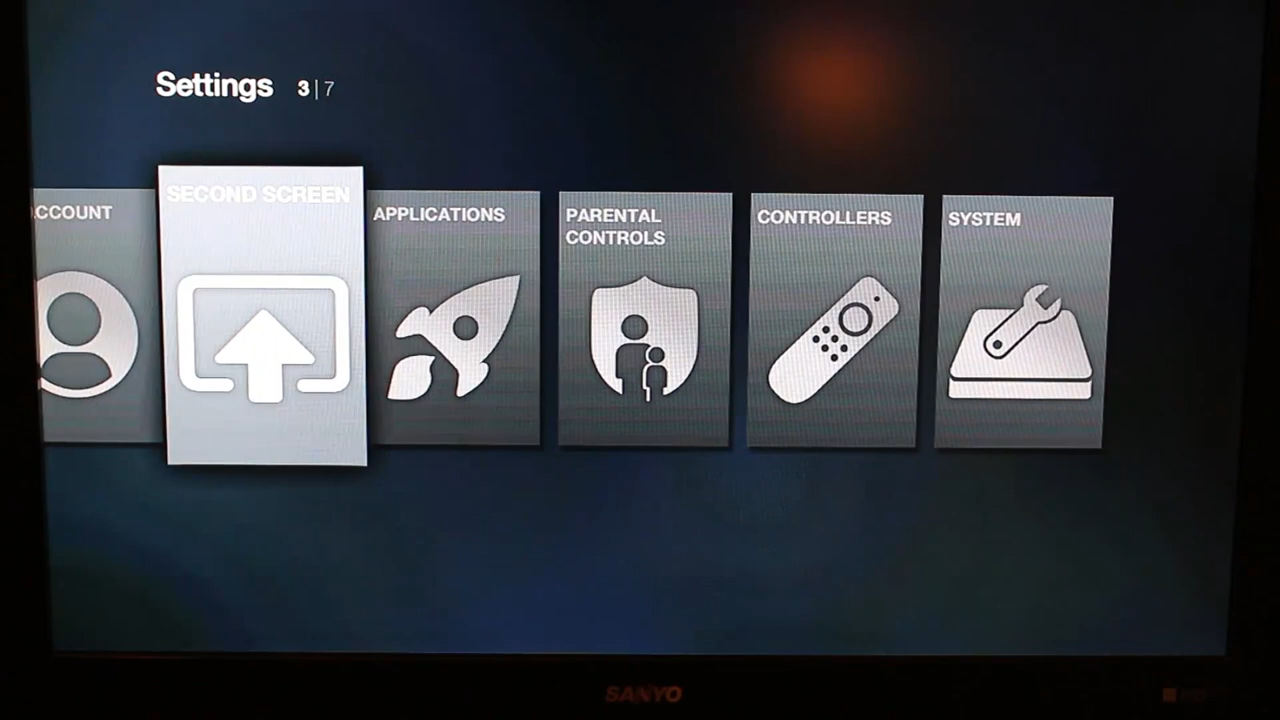 Settings 3|7
CCOUNT
SECOND SCREEN
APPLICATIONS
PARENTAL
CONTROLS
CONTROLLERS
SYSTEM
SANYO